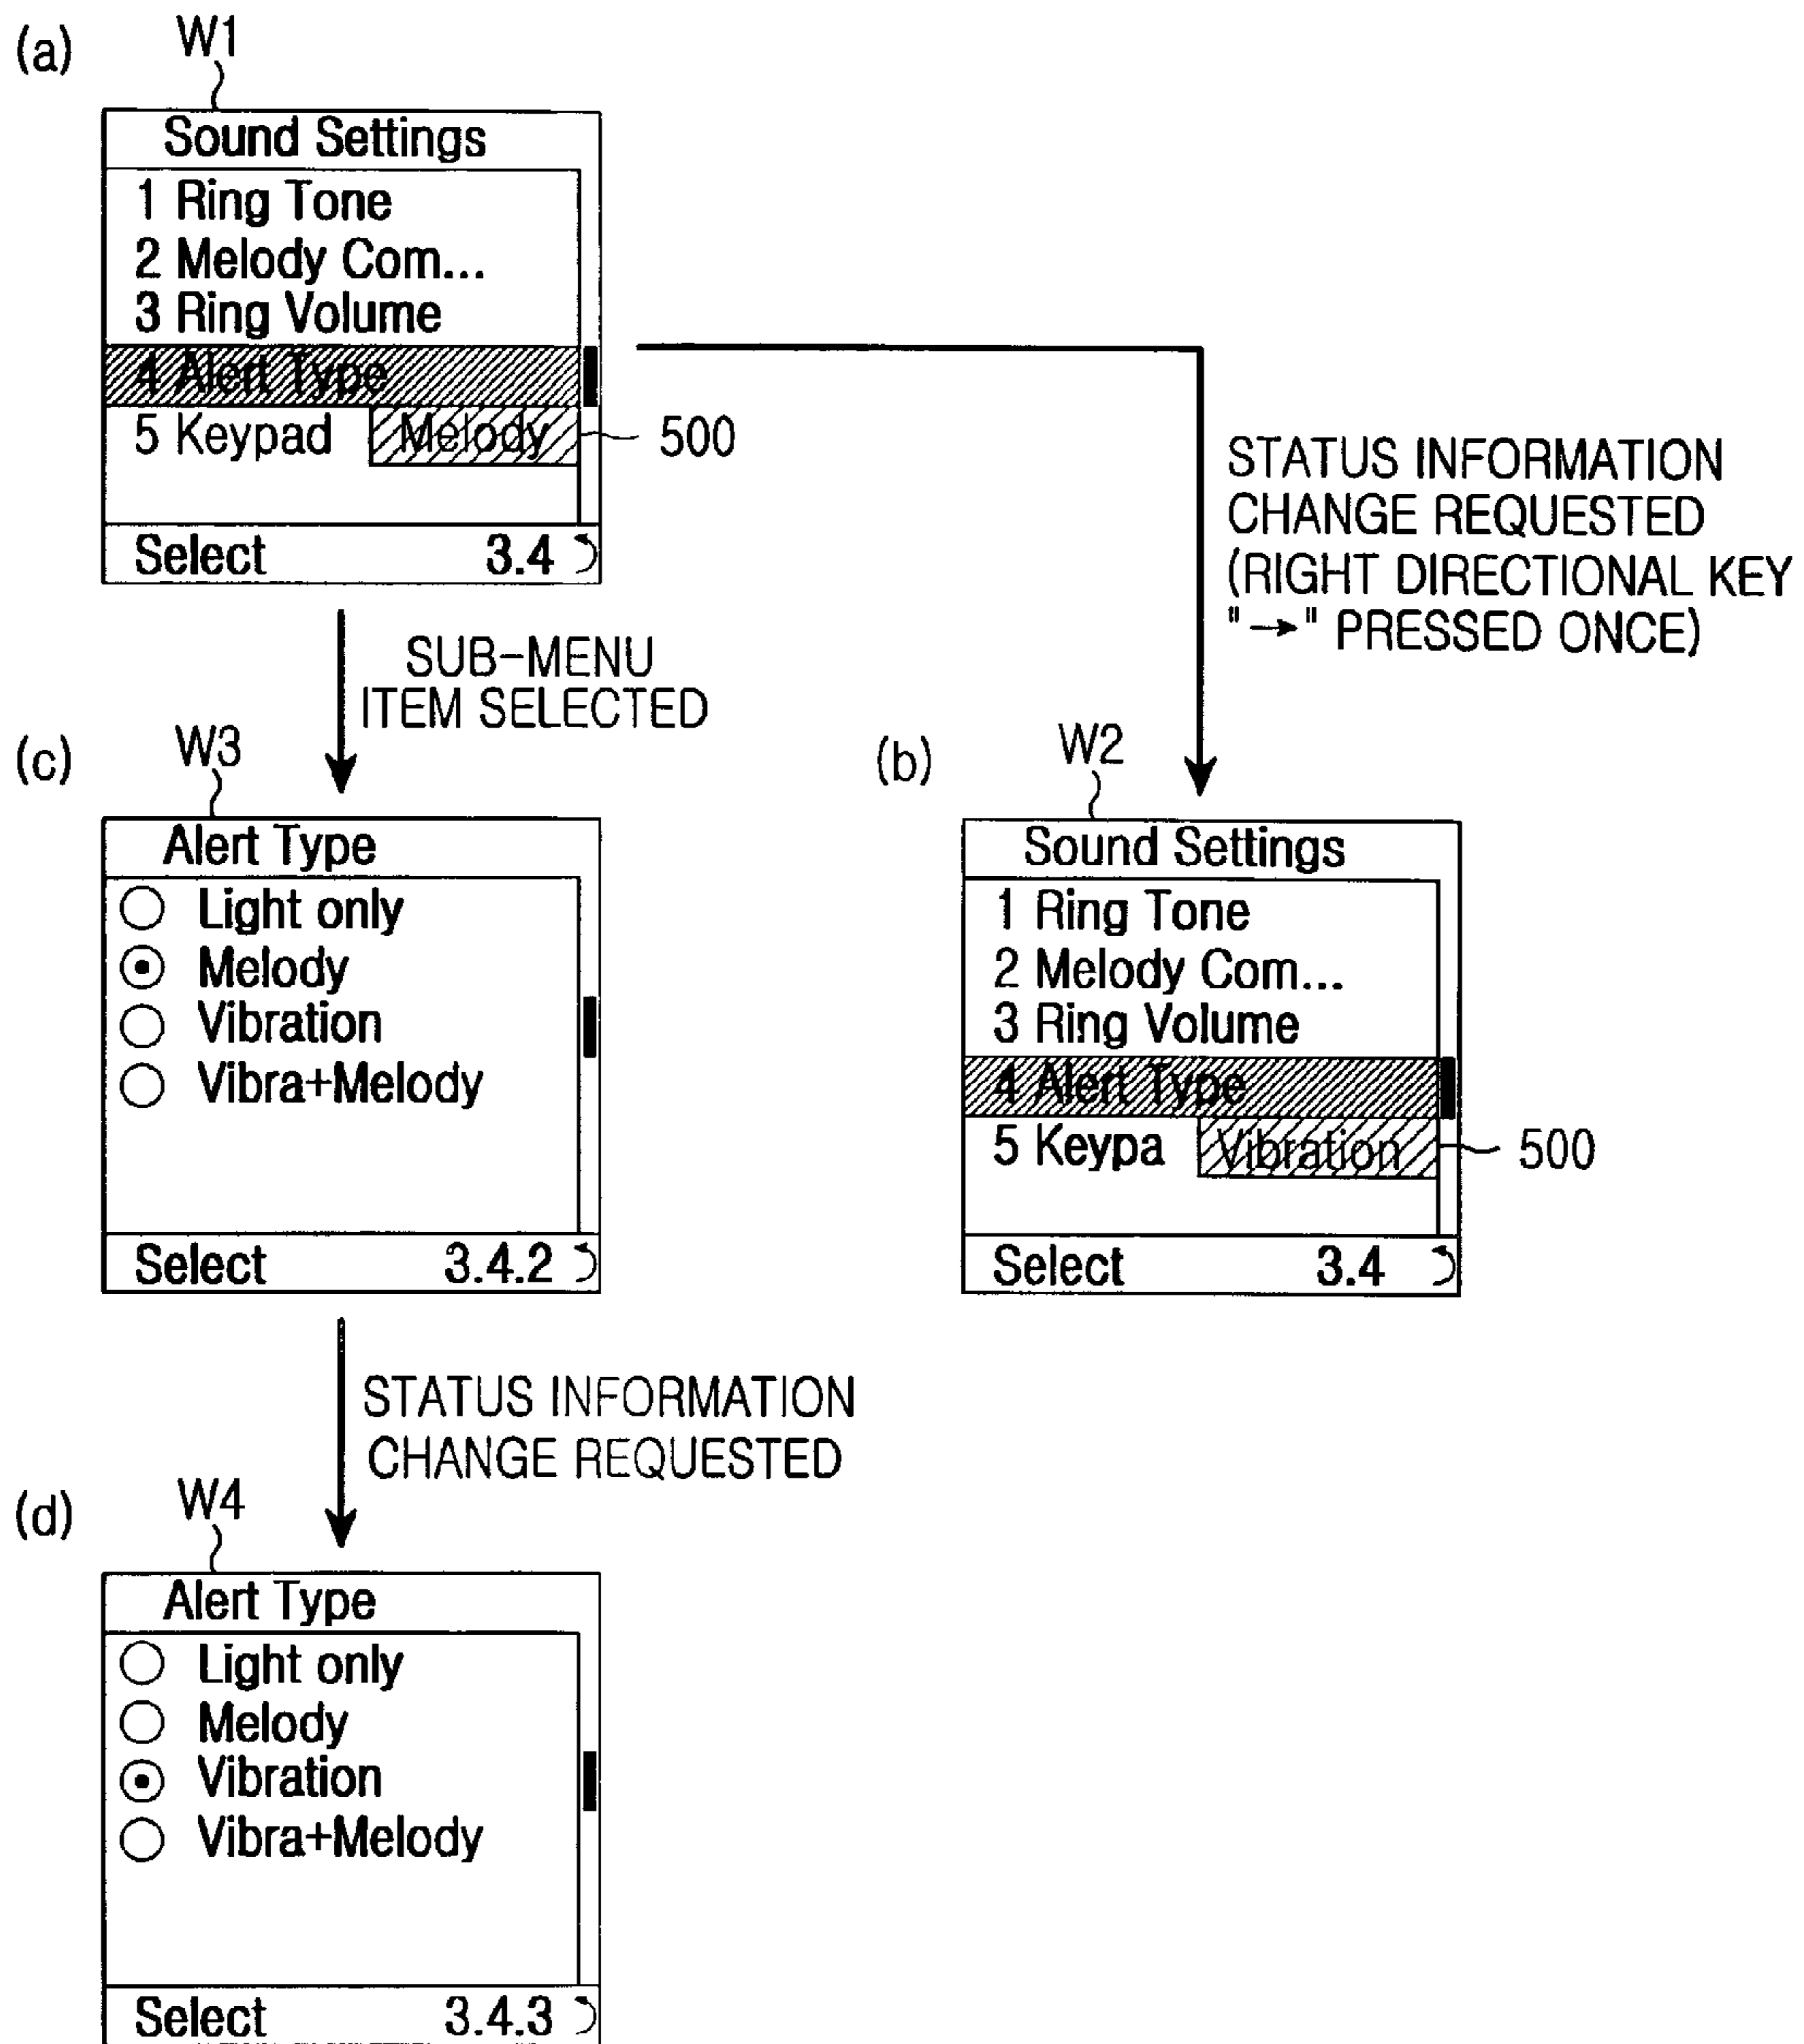 (a)
W1
Sound Settings
1 Ring Tone
2 Melody Com...
3 Ring Volume
4 Alert Type
5 Keypad
Melody
500
Select 3.4
STATUS INFORMATION
CHANGE REQUESTED
(RIGHT DIRECTIONAL KEY
"→" PRESSED ONCE)
SUB-MENU
ITEM SELECTED
(c)
W3
Alert Type
Light only
Melody
Vibration
Vibra+Melody
Select 3.4.2
(b)
W2
Sound Settings
1 Ring Tone
2 Melody Com...
3 Ring Volume
4 Alert Type
5 Keypa
Vibration
500
Select 3.4
STATUS INFORMATION
CHANGE REQUESTED
(d)
W4
Alert Type
Light only
Melody
Vibration
Vibra+Melody
Select 3.4.3